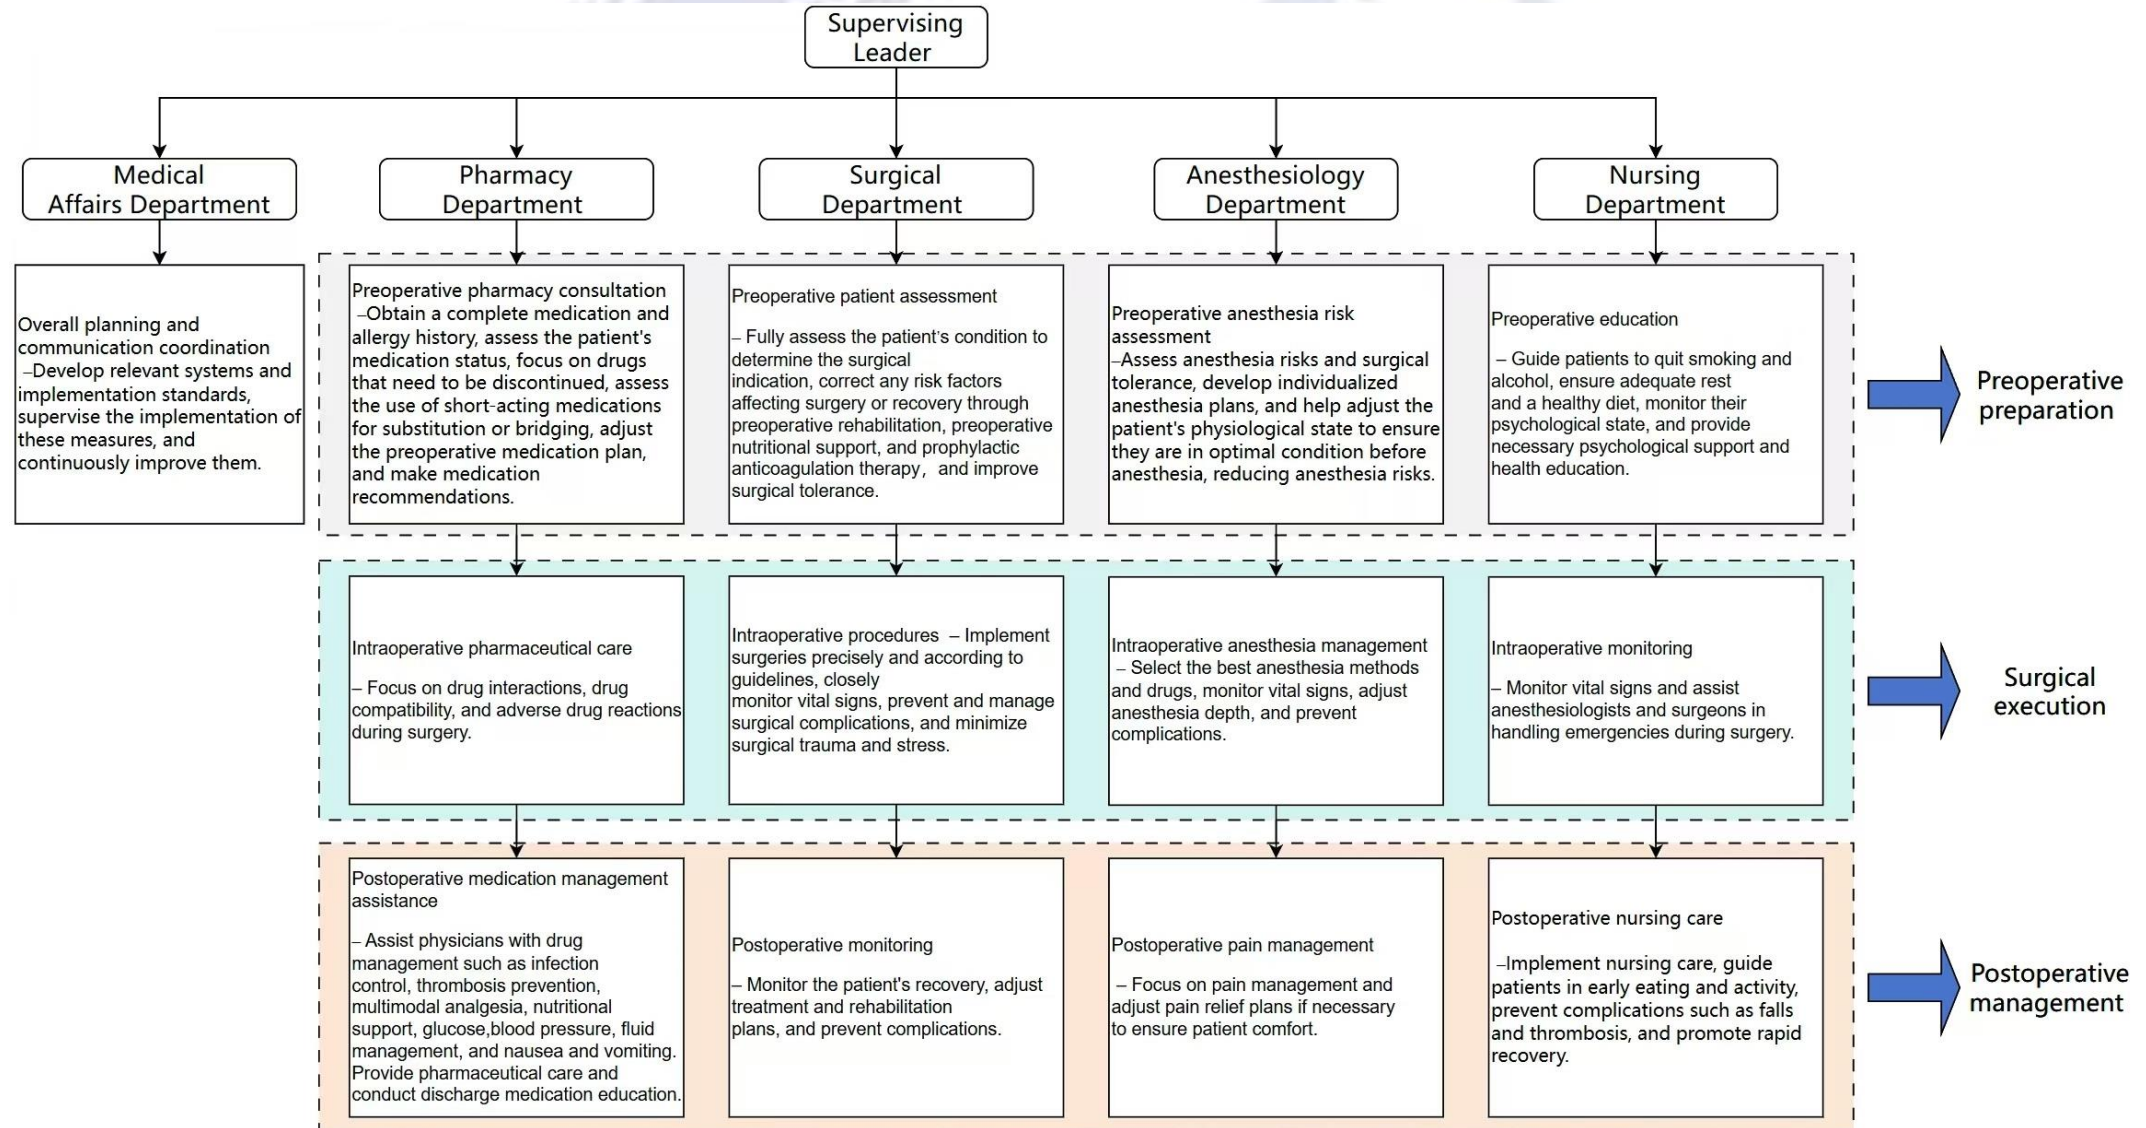 Supervising
Leader
Medical
Affairs Department
Pharmacy
Department
Surgical
Department
Anesthesiology
Department
Nursing
Department
Overall planning and
communication coordination
–Develop relevant systems and
implementation standards,
supervise the implementation of
these measures, and
continuously improve them.
Preoperative pharmacy consultation
–Obtain a complete medication and
allergy history, assess the patient's
medication status, focus on drugs
that need to be discontinued, assess
the use of short-acting medications
for substitution or bridging, adjust
the preoperative medication plan,
and make medication
recommendations.
Preoperative patient assessment
– Fully assess the patient's condition to
determine the surgical
indication, correct any risk factors
affecting surgery or recovery through
preoperative rehabilitation, preoperative
nutritional support, and prophylactic
anticoagulation therapy, and improve
surgical tolerance.
Preoperative anesthesia risk
assessment
–Assess anesthesia risks and surgical
tolerance, develop individualized
anesthesia plans, and help adjust the
patient's physiological state to ensure
they are in optimal condition before
anesthesia, reducing anesthesia risks.
Preoperative education
– Guide patients to quit smoking and
alcohol, ensure adequate rest
and a healthy diet, monitor their
psychological state, and provide
necessary psychological support and
health education.
Preoperative
preparation
Intraoperative pharmaceutical care
– Focus on drug interactions, drug
compatibility, and adverse drug reactions
during surgery.
Intraoperative procedures – Implement
surgeries precisely and according to
guidelines, closely
monitor vital signs, prevent and manage
surgical complications, and minimize
surgical trauma and stress.
Intraoperative anesthesia management
– Select the best anesthesia methods
and drugs, monitor vital signs, adjust
anesthesia depth, and prevent
complications.
Intraoperative monitoring
– Monitor vital signs and assist
anesthesiologists and surgeons in
handling emergencies during surgery.
Surgical
execution
Postoperative medication management
assistance
– Assist physicians with drug
management such as infection
control, thrombosis prevention,
multimodal analgesia, nutritional
support, glucose,blood pressure, fluid
management, and nausea and vomiting.
Provide pharmaceutical care and
conduct discharge medication education.
Postoperative monitoring
– Monitor the patient's recovery, adjust
treatment and rehabilitation
plans, and prevent complications.
Postoperative pain management
– Focus on pain management and
adjust pain relief plans if necessary
to ensure patient comfort.
Postoperative nursing care
–Implement nursing care, guide
patients in early eating and activity,
prevent complications such as falls
and thrombosis, and promote rapid
recovery.
Postoperative
management